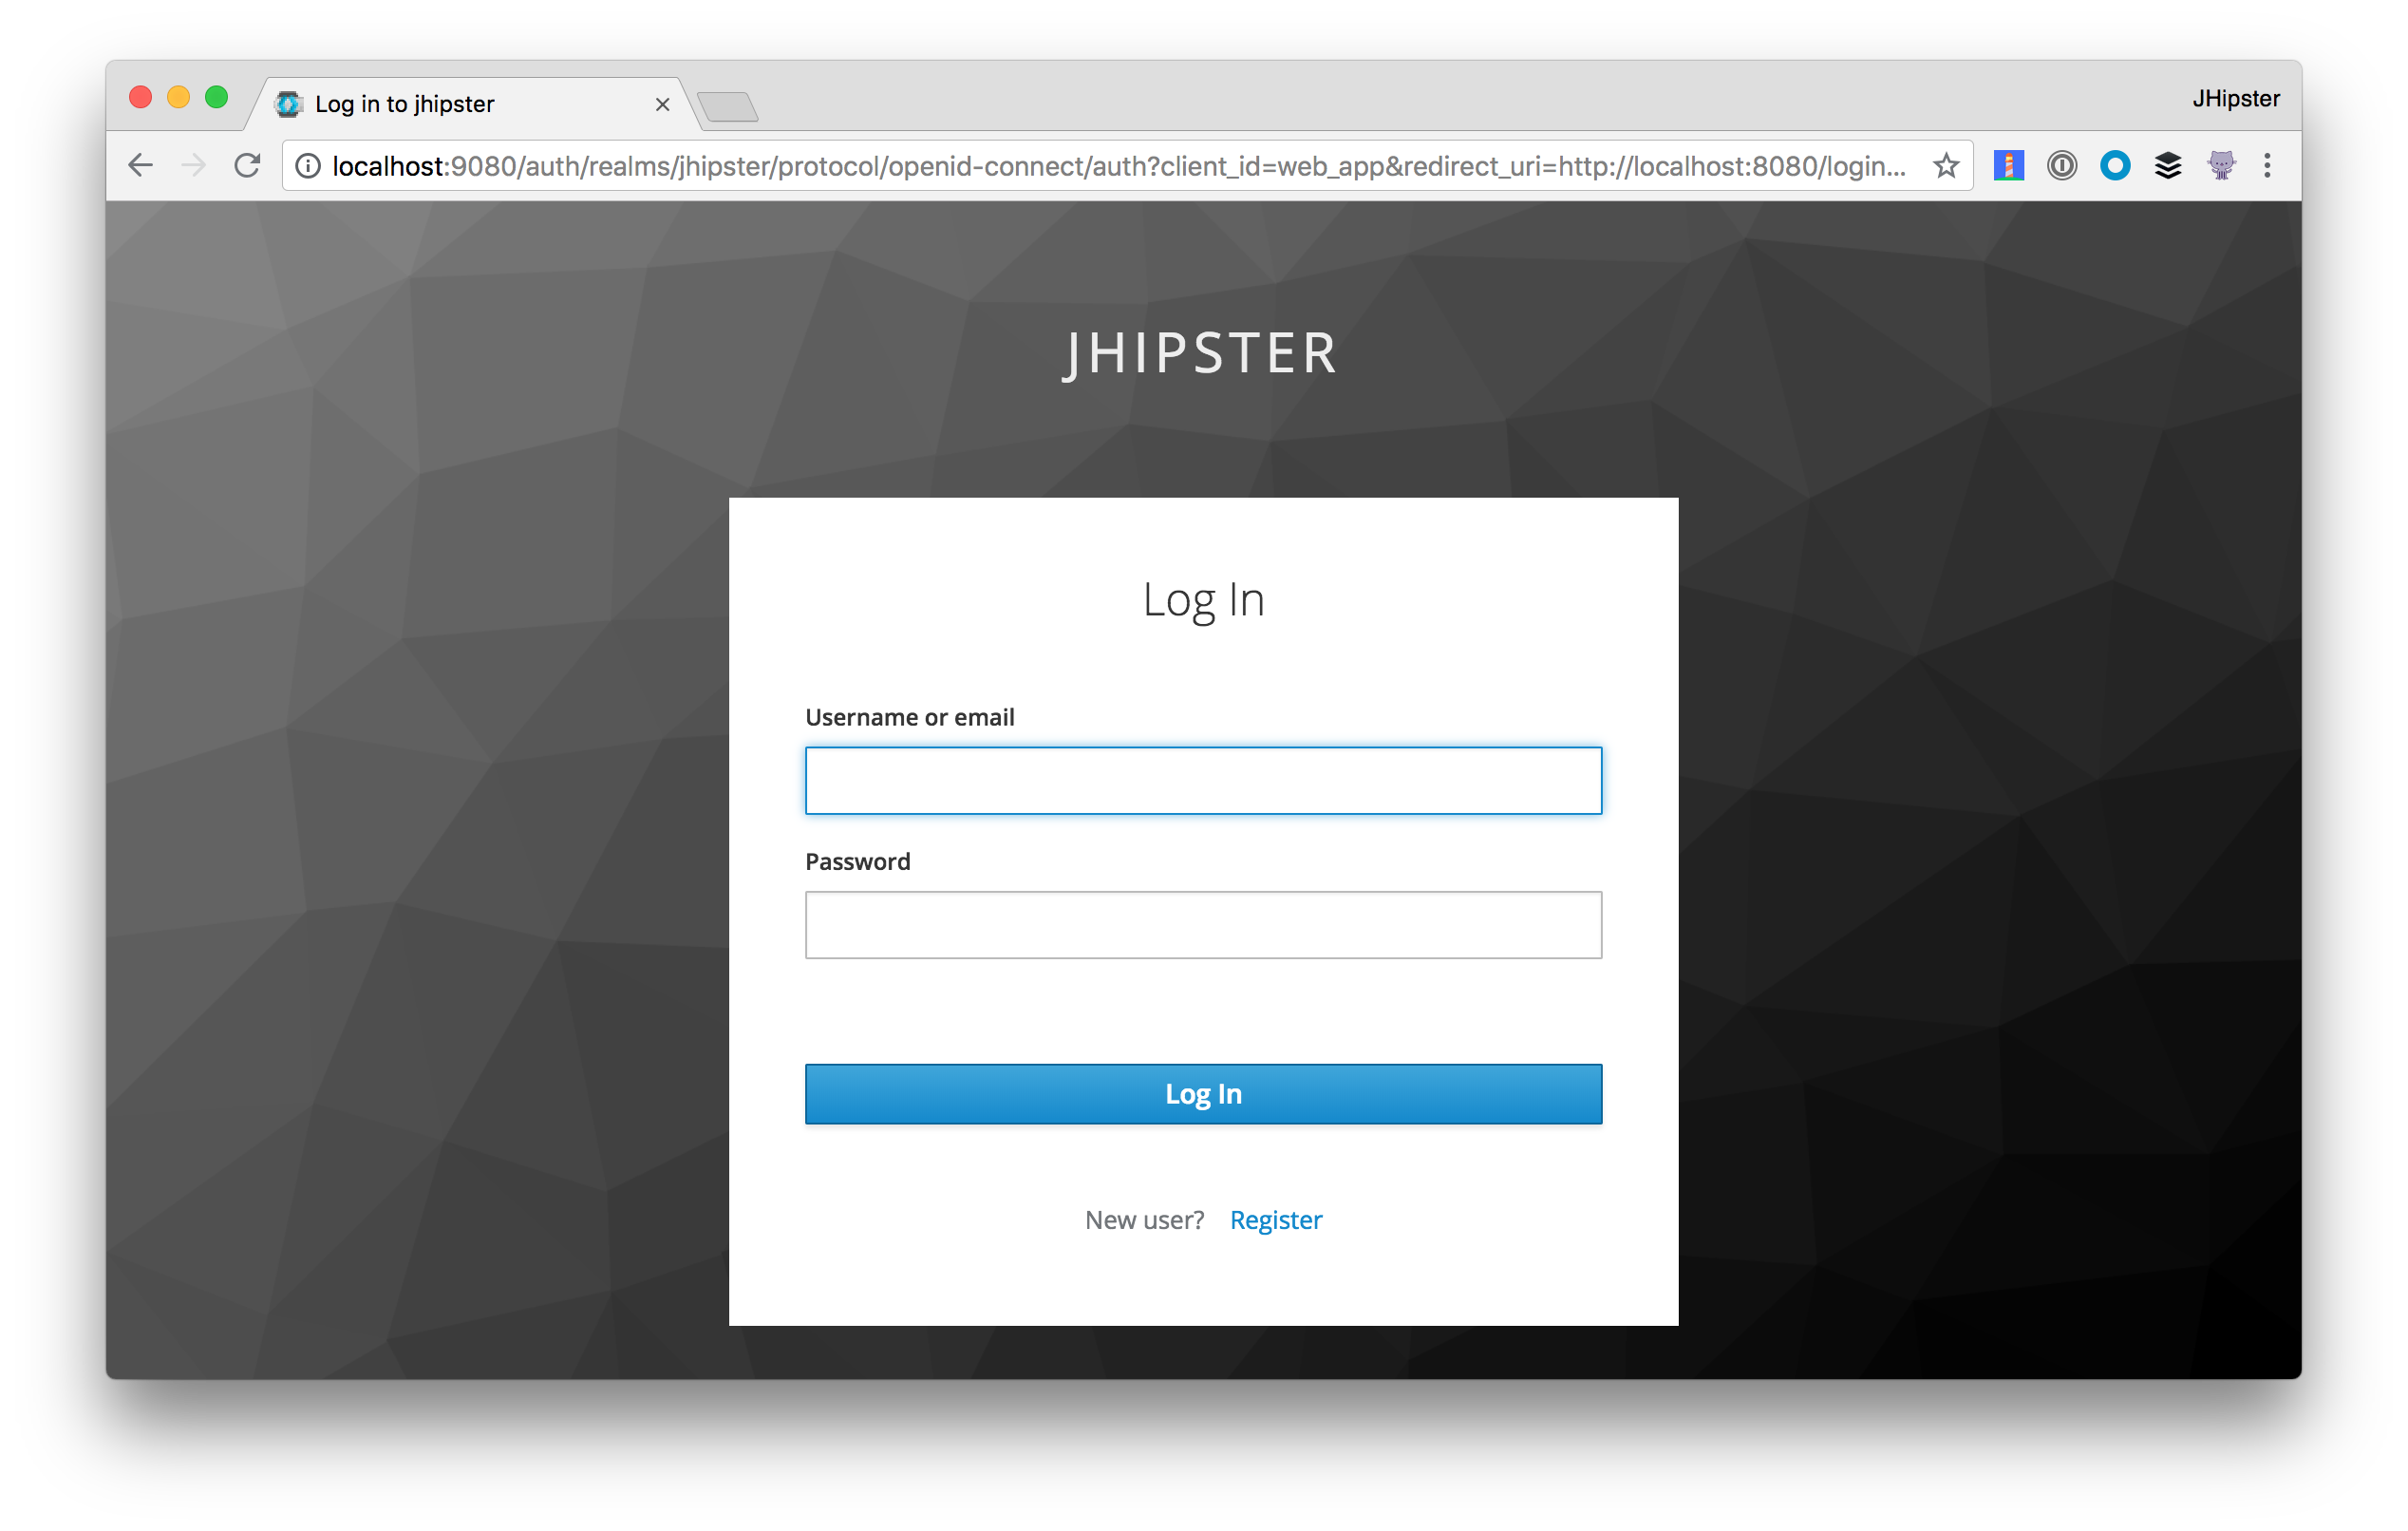 Log in to jhipster
JHipster
localhost:9080/auth/realms/jhipster/protocol/openid-connect/auth?client_id=web_app&redirect_uri=http://localhost:8080/login...
JHIPSTER
Log In
Username or email
Password
Log In
New user? Register